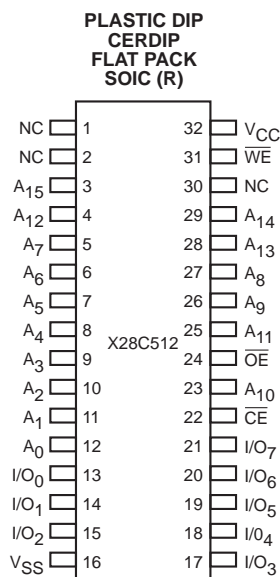 PLASTIC DIP
CERDIP
FLAT PACK
SOIC (R)
NC 1 32 VCC
NC 2 31 WE
A15 3 30 NC
A12 4 29 A14
A7 5 28 A13
A6 6 27 A8
A5 7 26 A9
A4 8 25 A11
X28C512
A3 9 24 OE
A2 10 23 A10
A1 11 22 CE
A0 12 21 I/O7
I/O0 13 20 I/O6
I/O1 14 19 I/O5
I/O2 15 18 I/04
VSS 16 17 I/O3